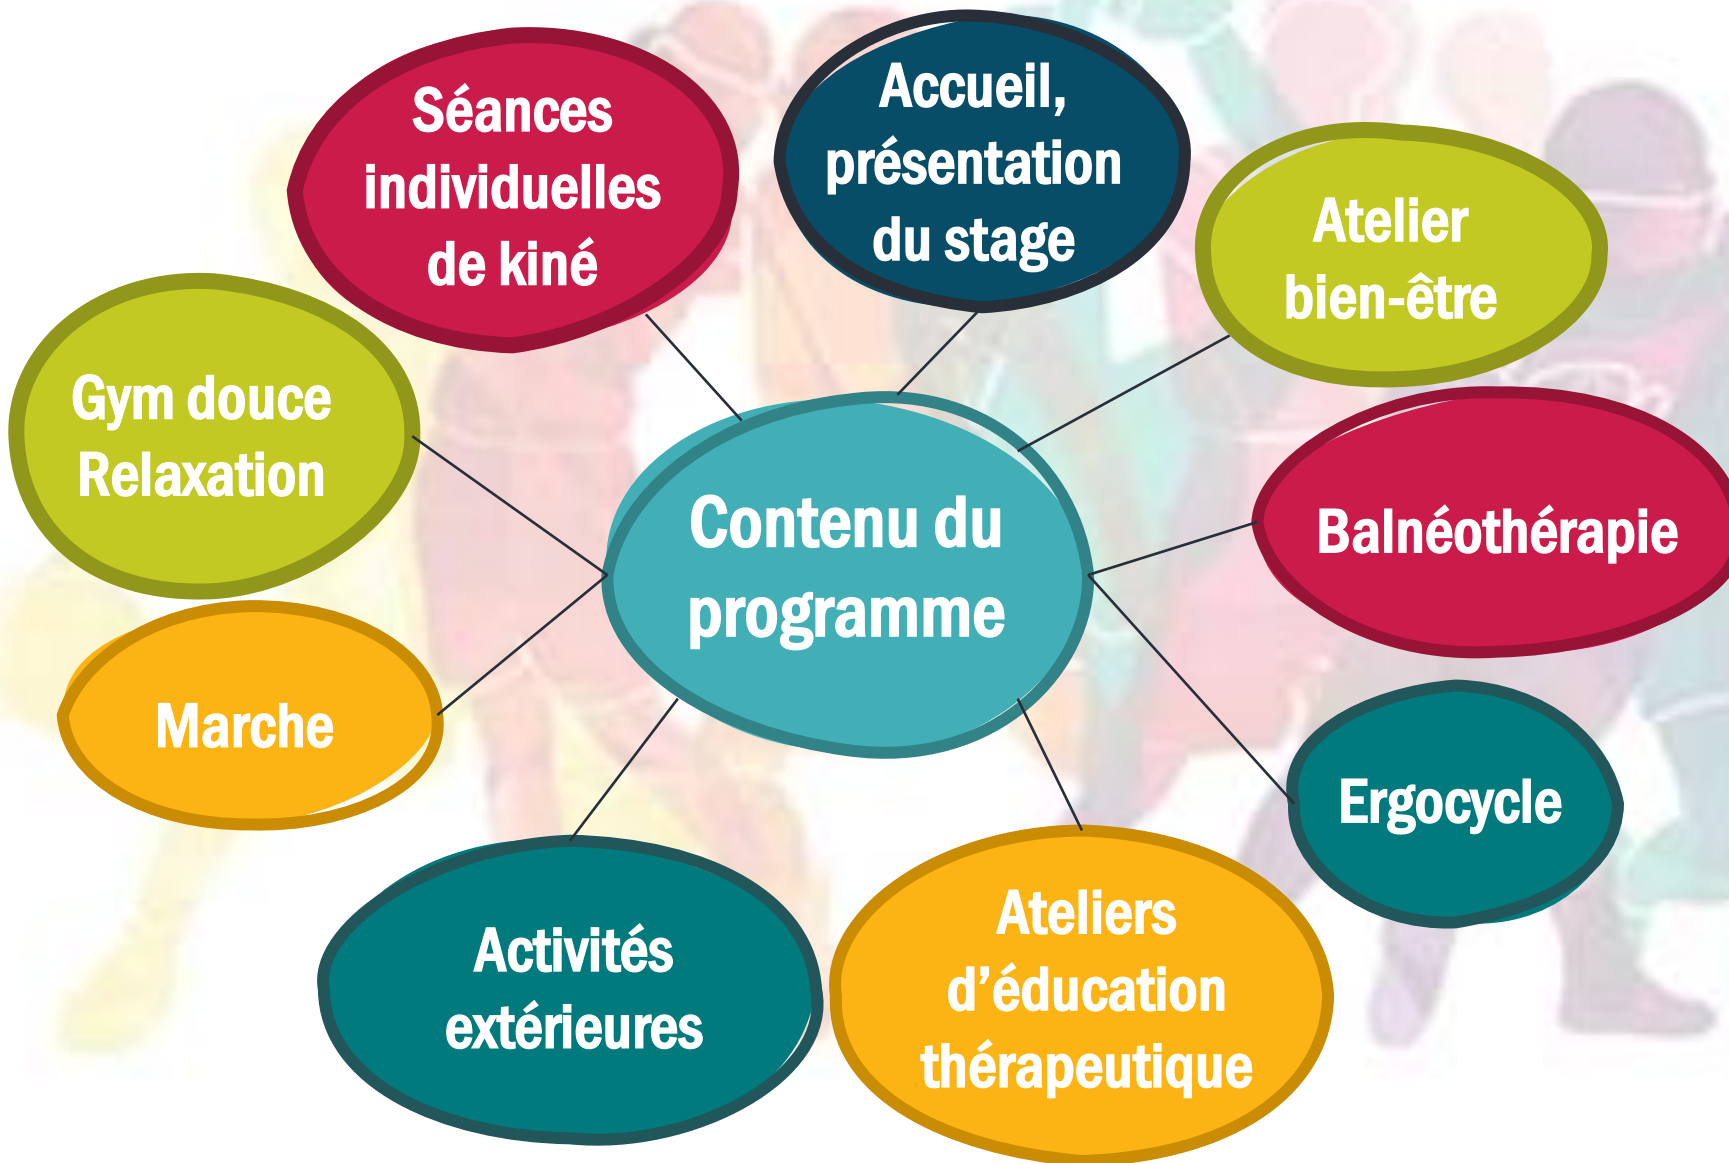 Séances
individuelles
de kiné
Accueil,
présentation
du stage
Atelier
bien-être
Gym douce
Relaxation
Contenu du
programme
Balnéothérapie
Marche
Ergocycle
Activités
extérieures
Ateliers
d’éducation
thérapeutique